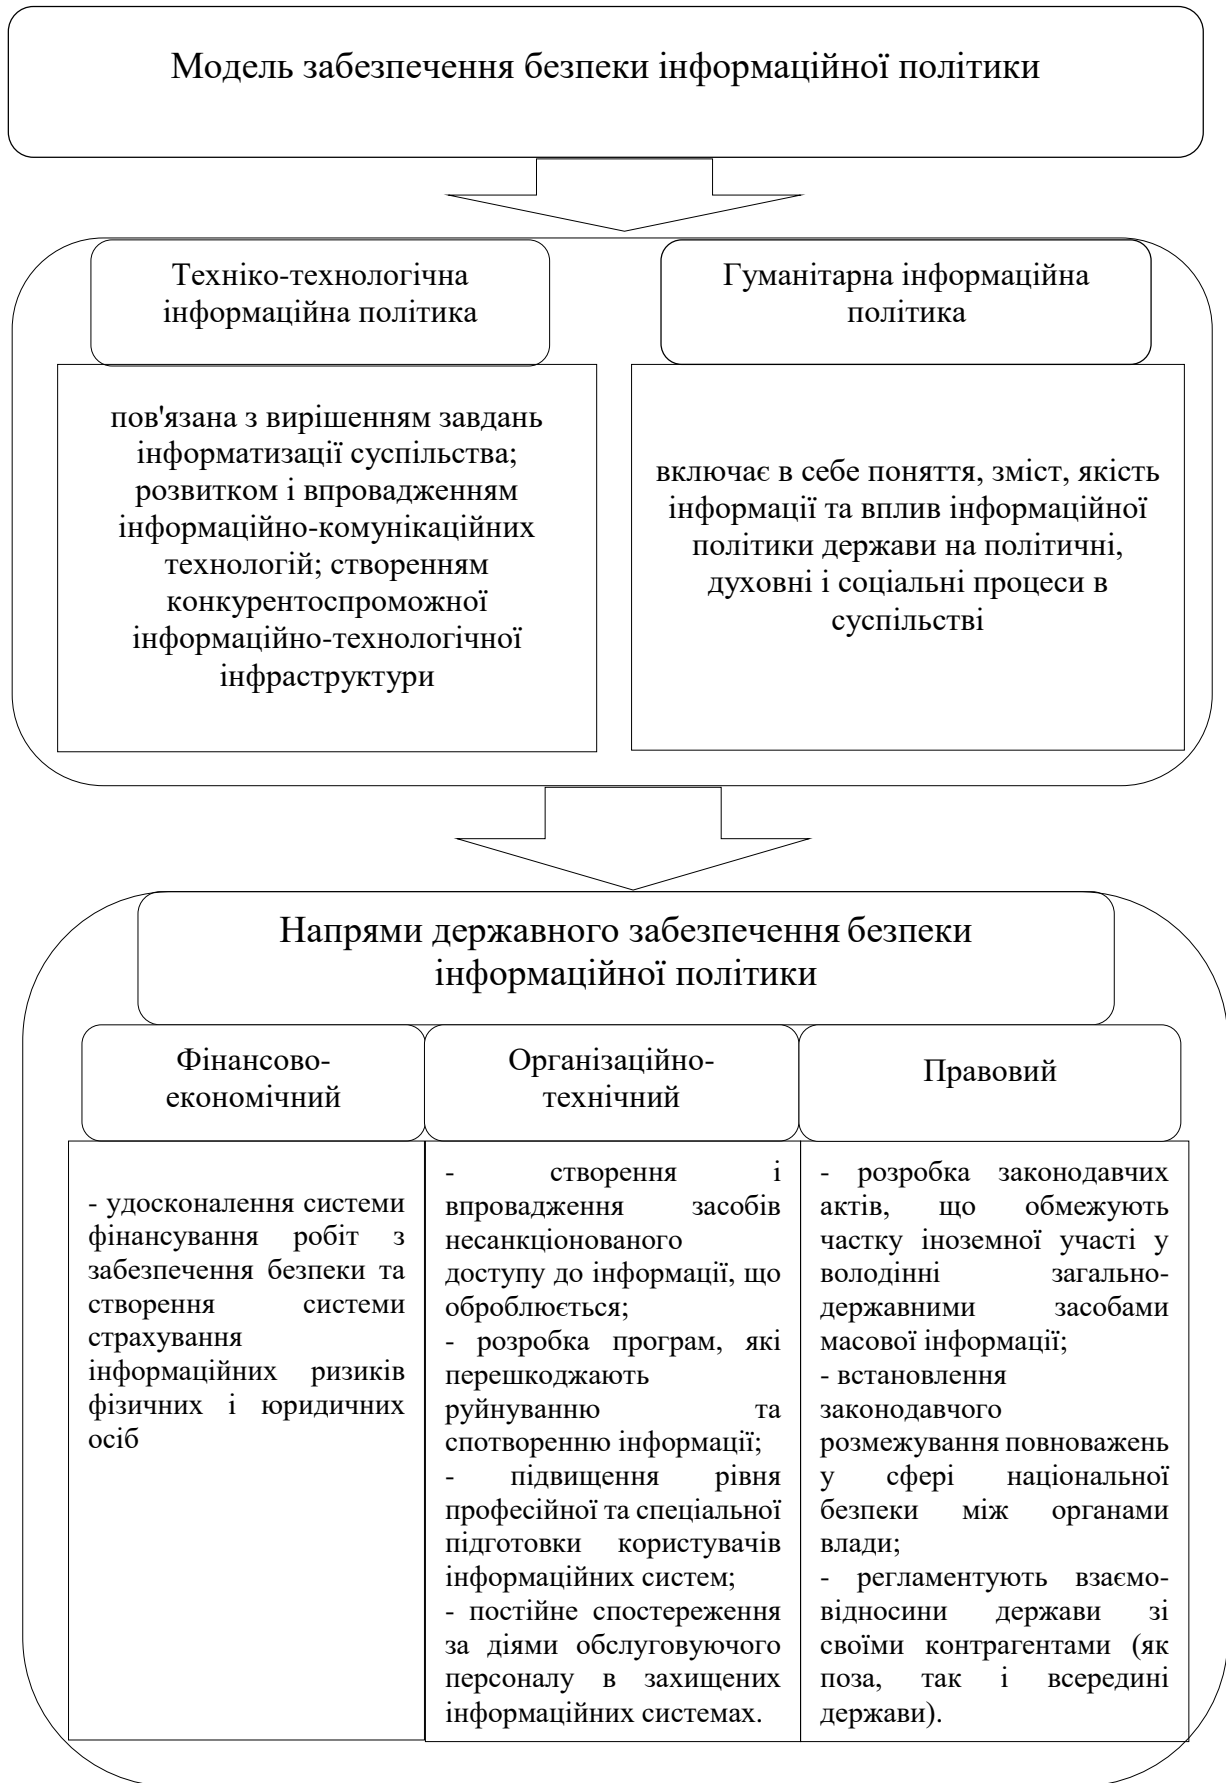 Модель забезпечення безпеки інформаційної політики
Техніко-технологічна
інформаційна політика
пов'язана з вирішенням завдань
інформатизації суспільства;
розвитком і впровадженням
інформаційно-комунікаційних
технологій; створенням
конкурентоспроможної
інформаційно-технологічної
інфраструктури
Гуманітарна інформаційна
політика
включає в себе поняття, зміст, якість
інформації та вплив інформаційної
політики держави на політичні,
духовні і соціальні процеси в
суспільстві
Напрями державного забезпечення безпеки
інформаційної політики
Фінансово-
економічний
- удосконалення системи
фінансування робіт з
забезпечення безпеки та
створення системи
страхування
інформаційних ризиків
фізичних і юридичних
осіб
Організаційно-
технічний
- створення і
впровадження засобів
несанкціонованого
доступу до інформації, що
оброблюється;
- розробка програм, які
перешкоджають
руйнуванню та
спотворенню інформації;
- підвищення рівня
професійної та спеціальної
підготовки користувачів
інформаційних систем;
- постійне спостереження
за діями обслуговуючого
персоналу в захищених
інформаційних системах.
Правовий
- розробка законодавчих
актів, що обмежують
частку іноземної участі у
володінні загально-
державними засобами
масової інформації;
- встановлення
законодавчого
розмежування повноважень
у сфері національної
безпеки між органами
влади;
- регламентують взаємо-
відносини держави зі
своїми контрагентами (як
поза, так і всередині
держави).